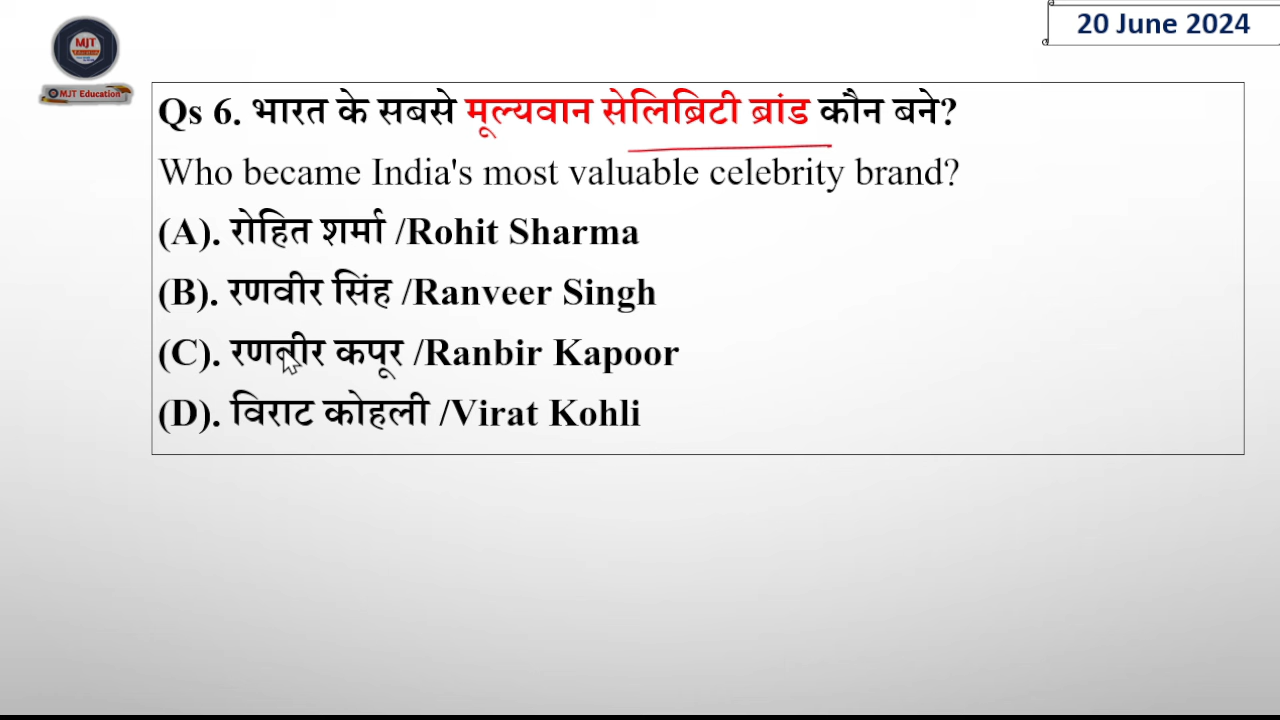 20 June 2024
MJT
MJT Education
Qs 6. भारत के सबसे मूल्यवान सेलिब्रिटी ब्रांड कौन बने?
Who became India's most valuable celebrity brand?
(A). रोहित शर्मा /Rohit Sharma
(B). रणवीर सिंह /Ranveer Singh
(C). रणबीर कपूर /Ranbir Kapoor
(D). विराट कोहली /Virat Kohli